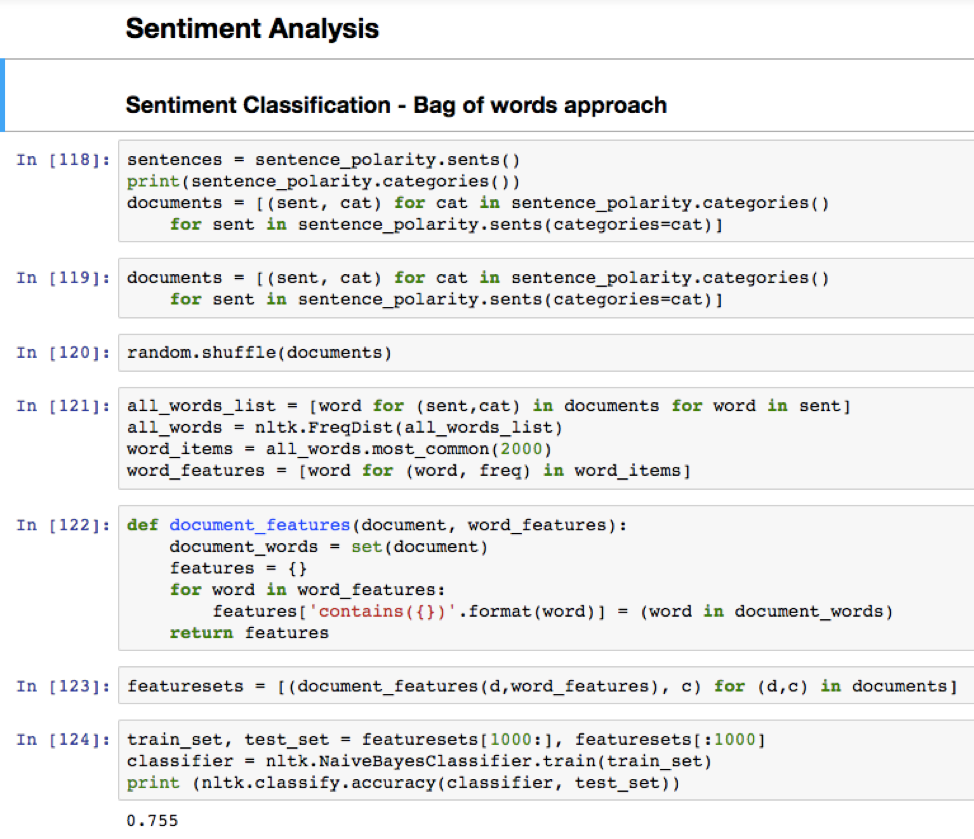 Sentiment Analysis
Sentiment Classification - Bag of words approach
In [118]: sentences = sentence_polarity.sents()
print(sentence_polarity.categories())
documents = [(sent, cat) for cat in sentence_polarity.categories()
    for sent in sentence_polarity.sents(categories=cat)]
In [119]: documents = [(sent, cat) for cat in sentence_polarity.categories()
    for sent in sentence_polarity.sents(categories=cat)]
In [120]: random.shuffle(documents)
In [121]: all_words_list = [word for (sent,cat) in documents for word in sent]
all_words = nltk.FreqDist(all_words_list)
word_items = all_words.most_common(2000)
word_features = [word for (word, freq) in word_items]
In [122]: def document_features(document, word_features):
    document_words = set(document)
    features = {}
    for word in word_features:
        features['contains({})'.format(word)] = (word in document_words)
    return features
In [123]: featuresets = [(document_features(d,word_features), c) for (d,c) in documents]
In [124]: train_set, test_set = featuresets[1000:], featuresets[:1000]
classifier = nltk.NaiveBayesClassifier.train(train_set)
print (nltk.classify.accuracy(classifier, test_set))
0.755